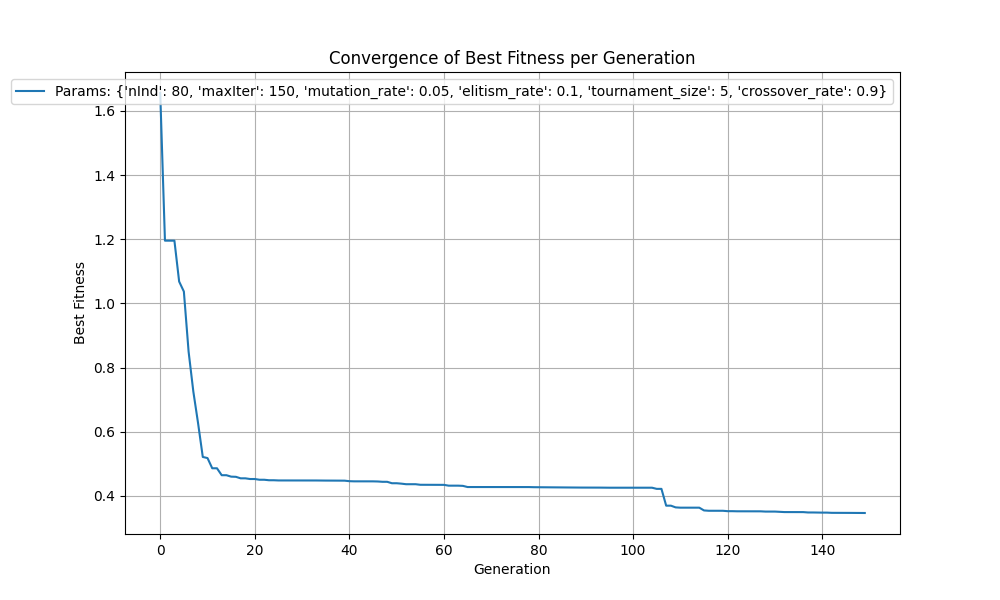 Convergence of Best Fitness per Generation
Params: {'nInd': 80, 'maxIter': 150, 'mutation_rate': 0.05, 'elitism_rate': 0.1, 'tournament_size': 5, 'crossover_rate': 0.9}
1.6
1.4
1.2
1.0
0.8
0.6
0.4
Best Fitness
0 20 40 60 80 100 120 140
Generation